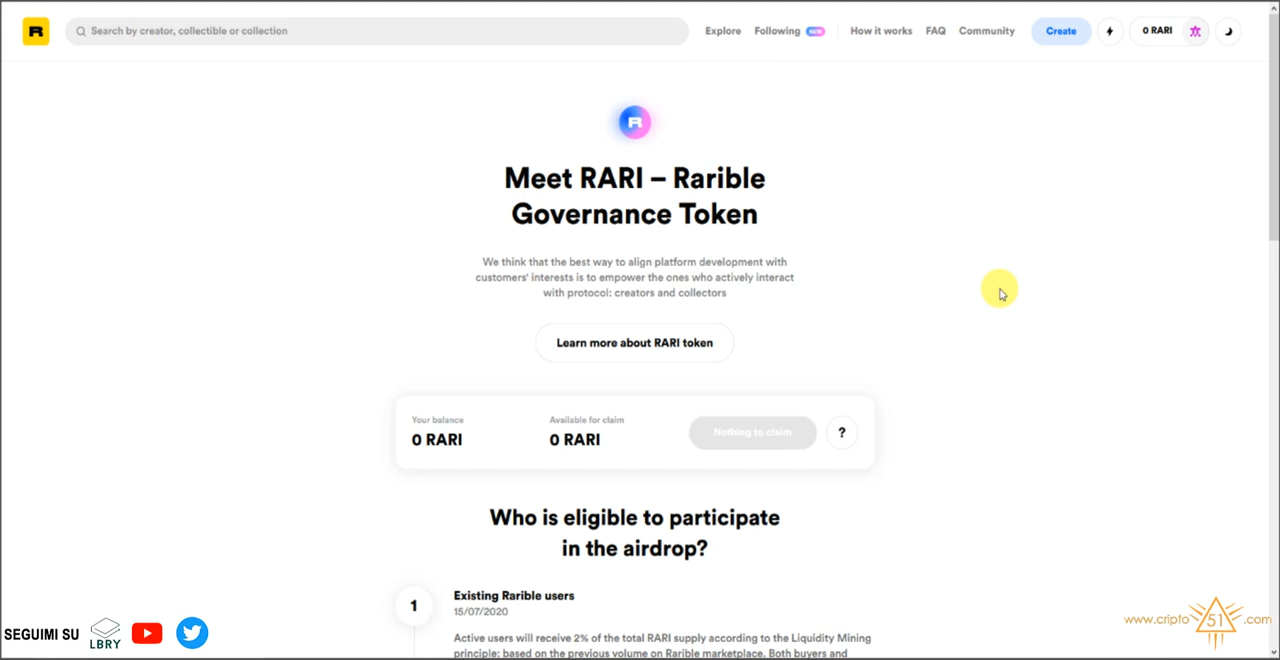 R
Search by creator, collectible or collection
Explore
Following NEW
How it works
FAQ
Community
Create
0 RARI
R
Meet RARI – Rarible
Governance Token
We think that the best way to align platform development with
customers' interests is to empower the ones who actively interact
with protocol: creators and collectors
Learn more about RARI token
Your balance
0 RARI
Available for claim
0 RARI
Nothing to claim
?
Who is eligible to participate
in the airdrop?
1
Existing Rarible users
15/07/2020
Active users will receive 2% of the total RARI supply according to the Liquidity Mining
principle: based on the previous volume on Rarible marketplace. Both buyers and
SEGUIMI SU
LBRY
www.cripto51.com